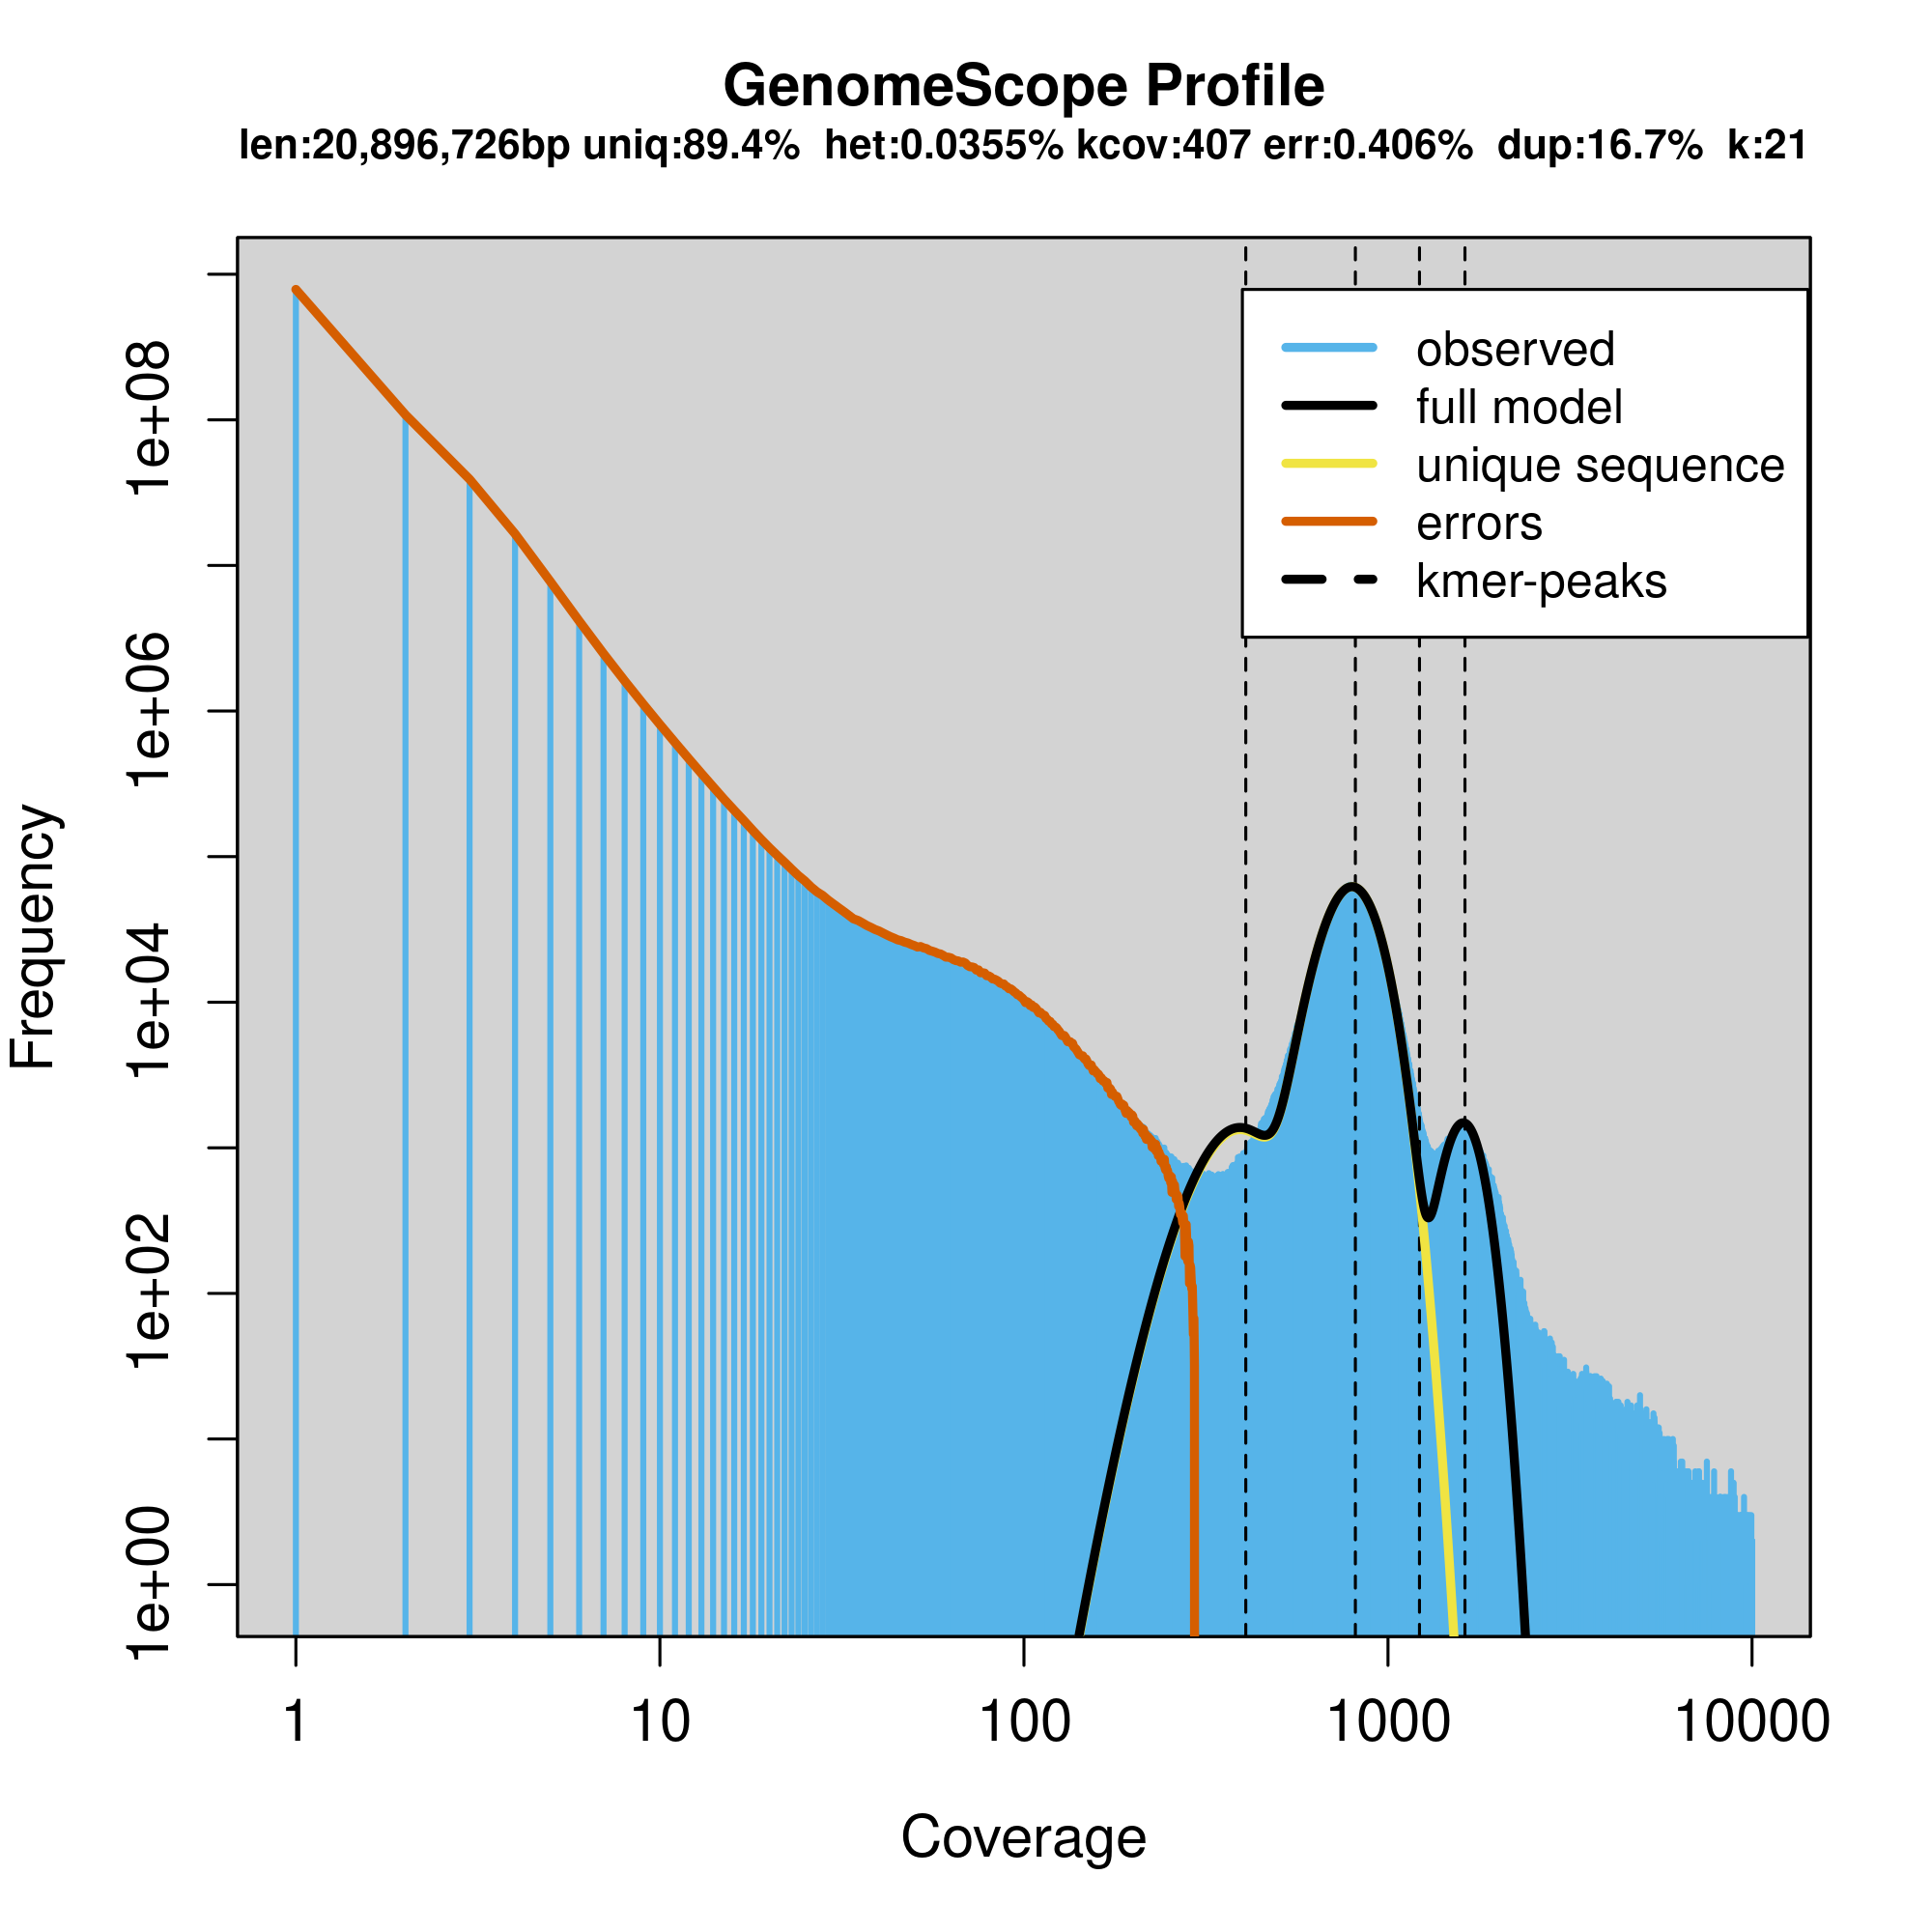 GenomeScope Profile
len:20,896,726bp uniq:89.4% het:0.0355% kcov:407 err:0.406% dup:16.7% k:21
observed
full model
unique sequence
errors
kmer-peaks
Frequency
1e+08
1e+06
1e+04
1e+02
1e+00
1 10 100 1000 10000
Coverage